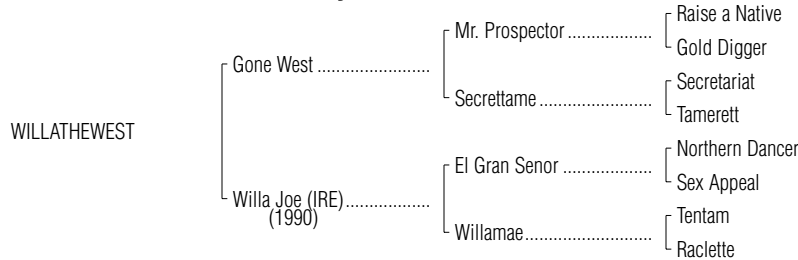 Raise a Native
Mr. Prospector ..................
Gold Digger
Gone West ........................
Secretariat
Secrettame ........................
Tamerett
WILLATHEWEST
Northern Dancer
El Gran Senor ...................
Sex Appeal
Willa Joe (IRE)..................
(1990)
Tentam
Willamae...........................
Raclette